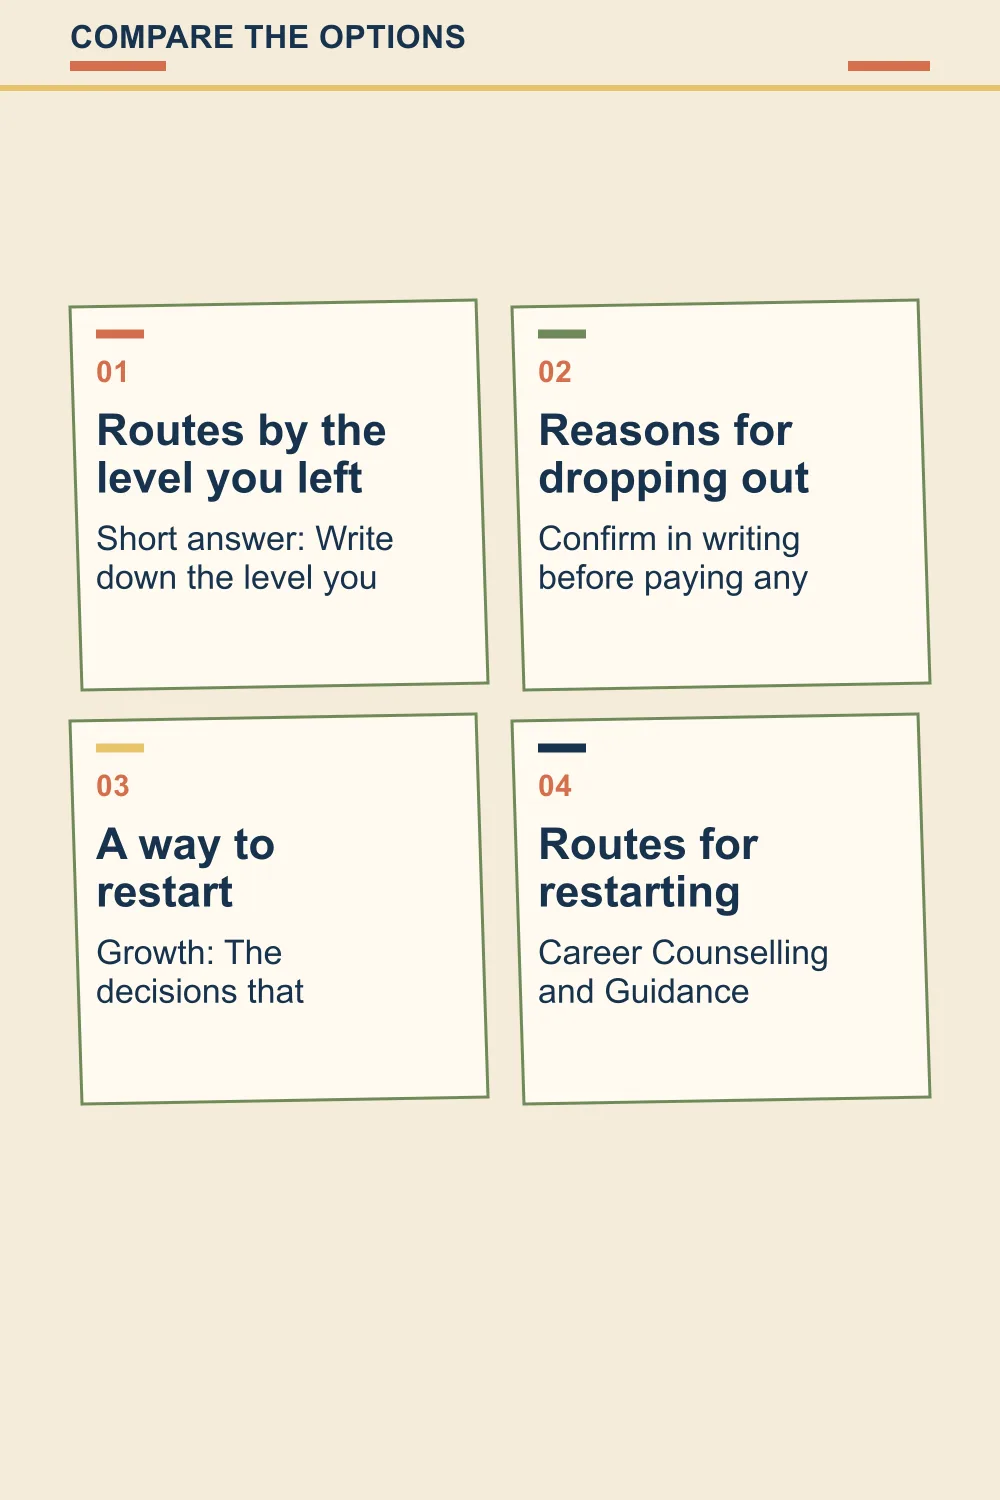 COMPARE THE OPTIONS
01
Routes by the
level you left
Short answer: Write
down the level you
02
Reasons for
dropping out
Confirm in writing
before paying any
03
A way to
restart
Growth: The
decisions that
04
Routes for
restarting
Career Counselling
and Guidance